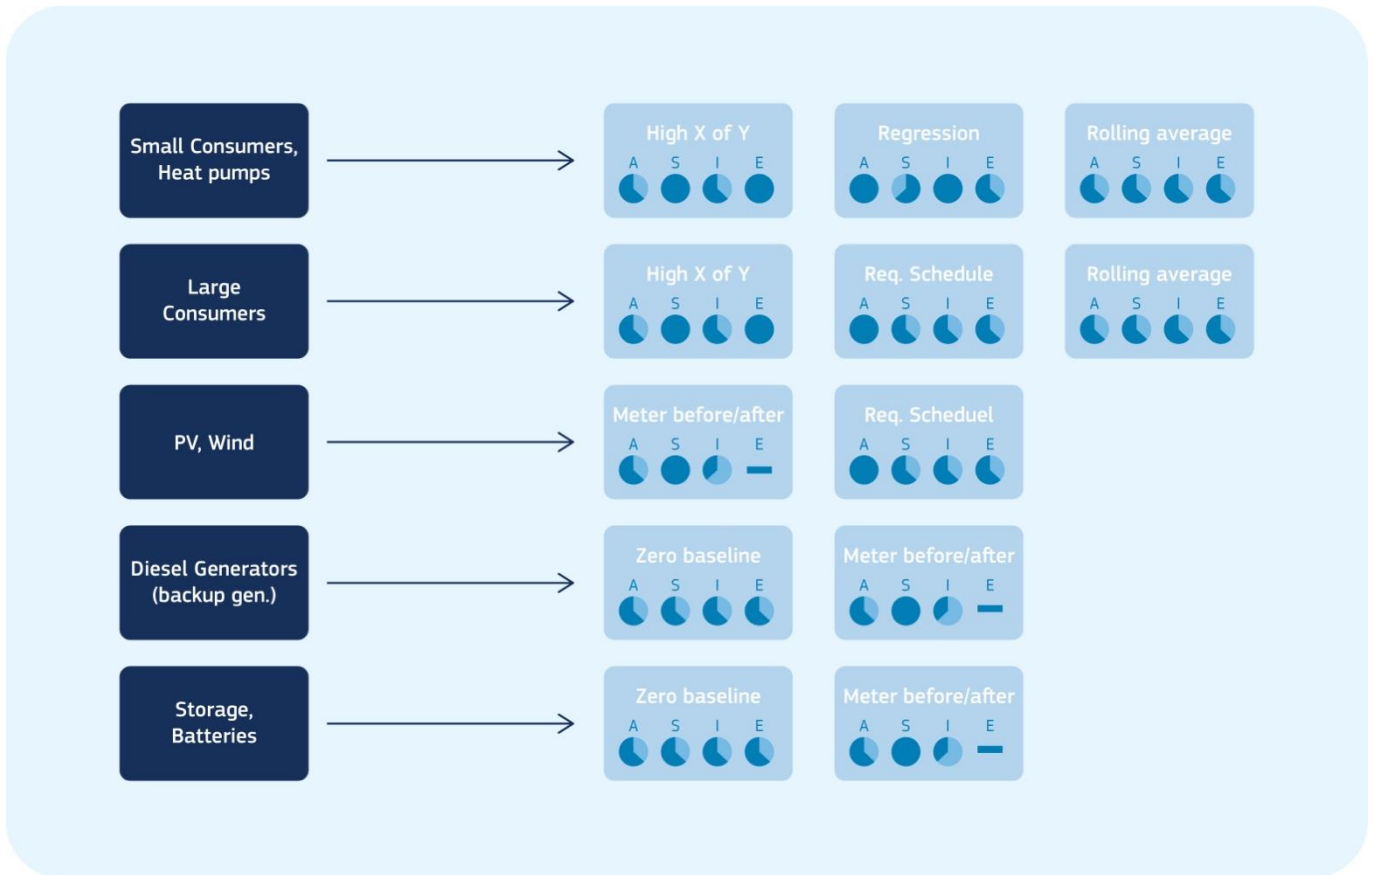 Small Consumers,
Heat pumps
High X of Y
A S I E
Regression
A S I E
Rolling average
A S I E
Large
Consumers
High X of Y
A S I E
Req. Schedule
A S I E
Rolling average
A S I E
PV, Wind
Meter before/after
A S I E
Req. Scheduel
A S I E
Diesel Generators
(backup gen.)
Zero baseline
A S I E
Meter before/after
A S I E
Storage,
Batteries
Zero baseline
A S I E
Meter before/after
A S I E